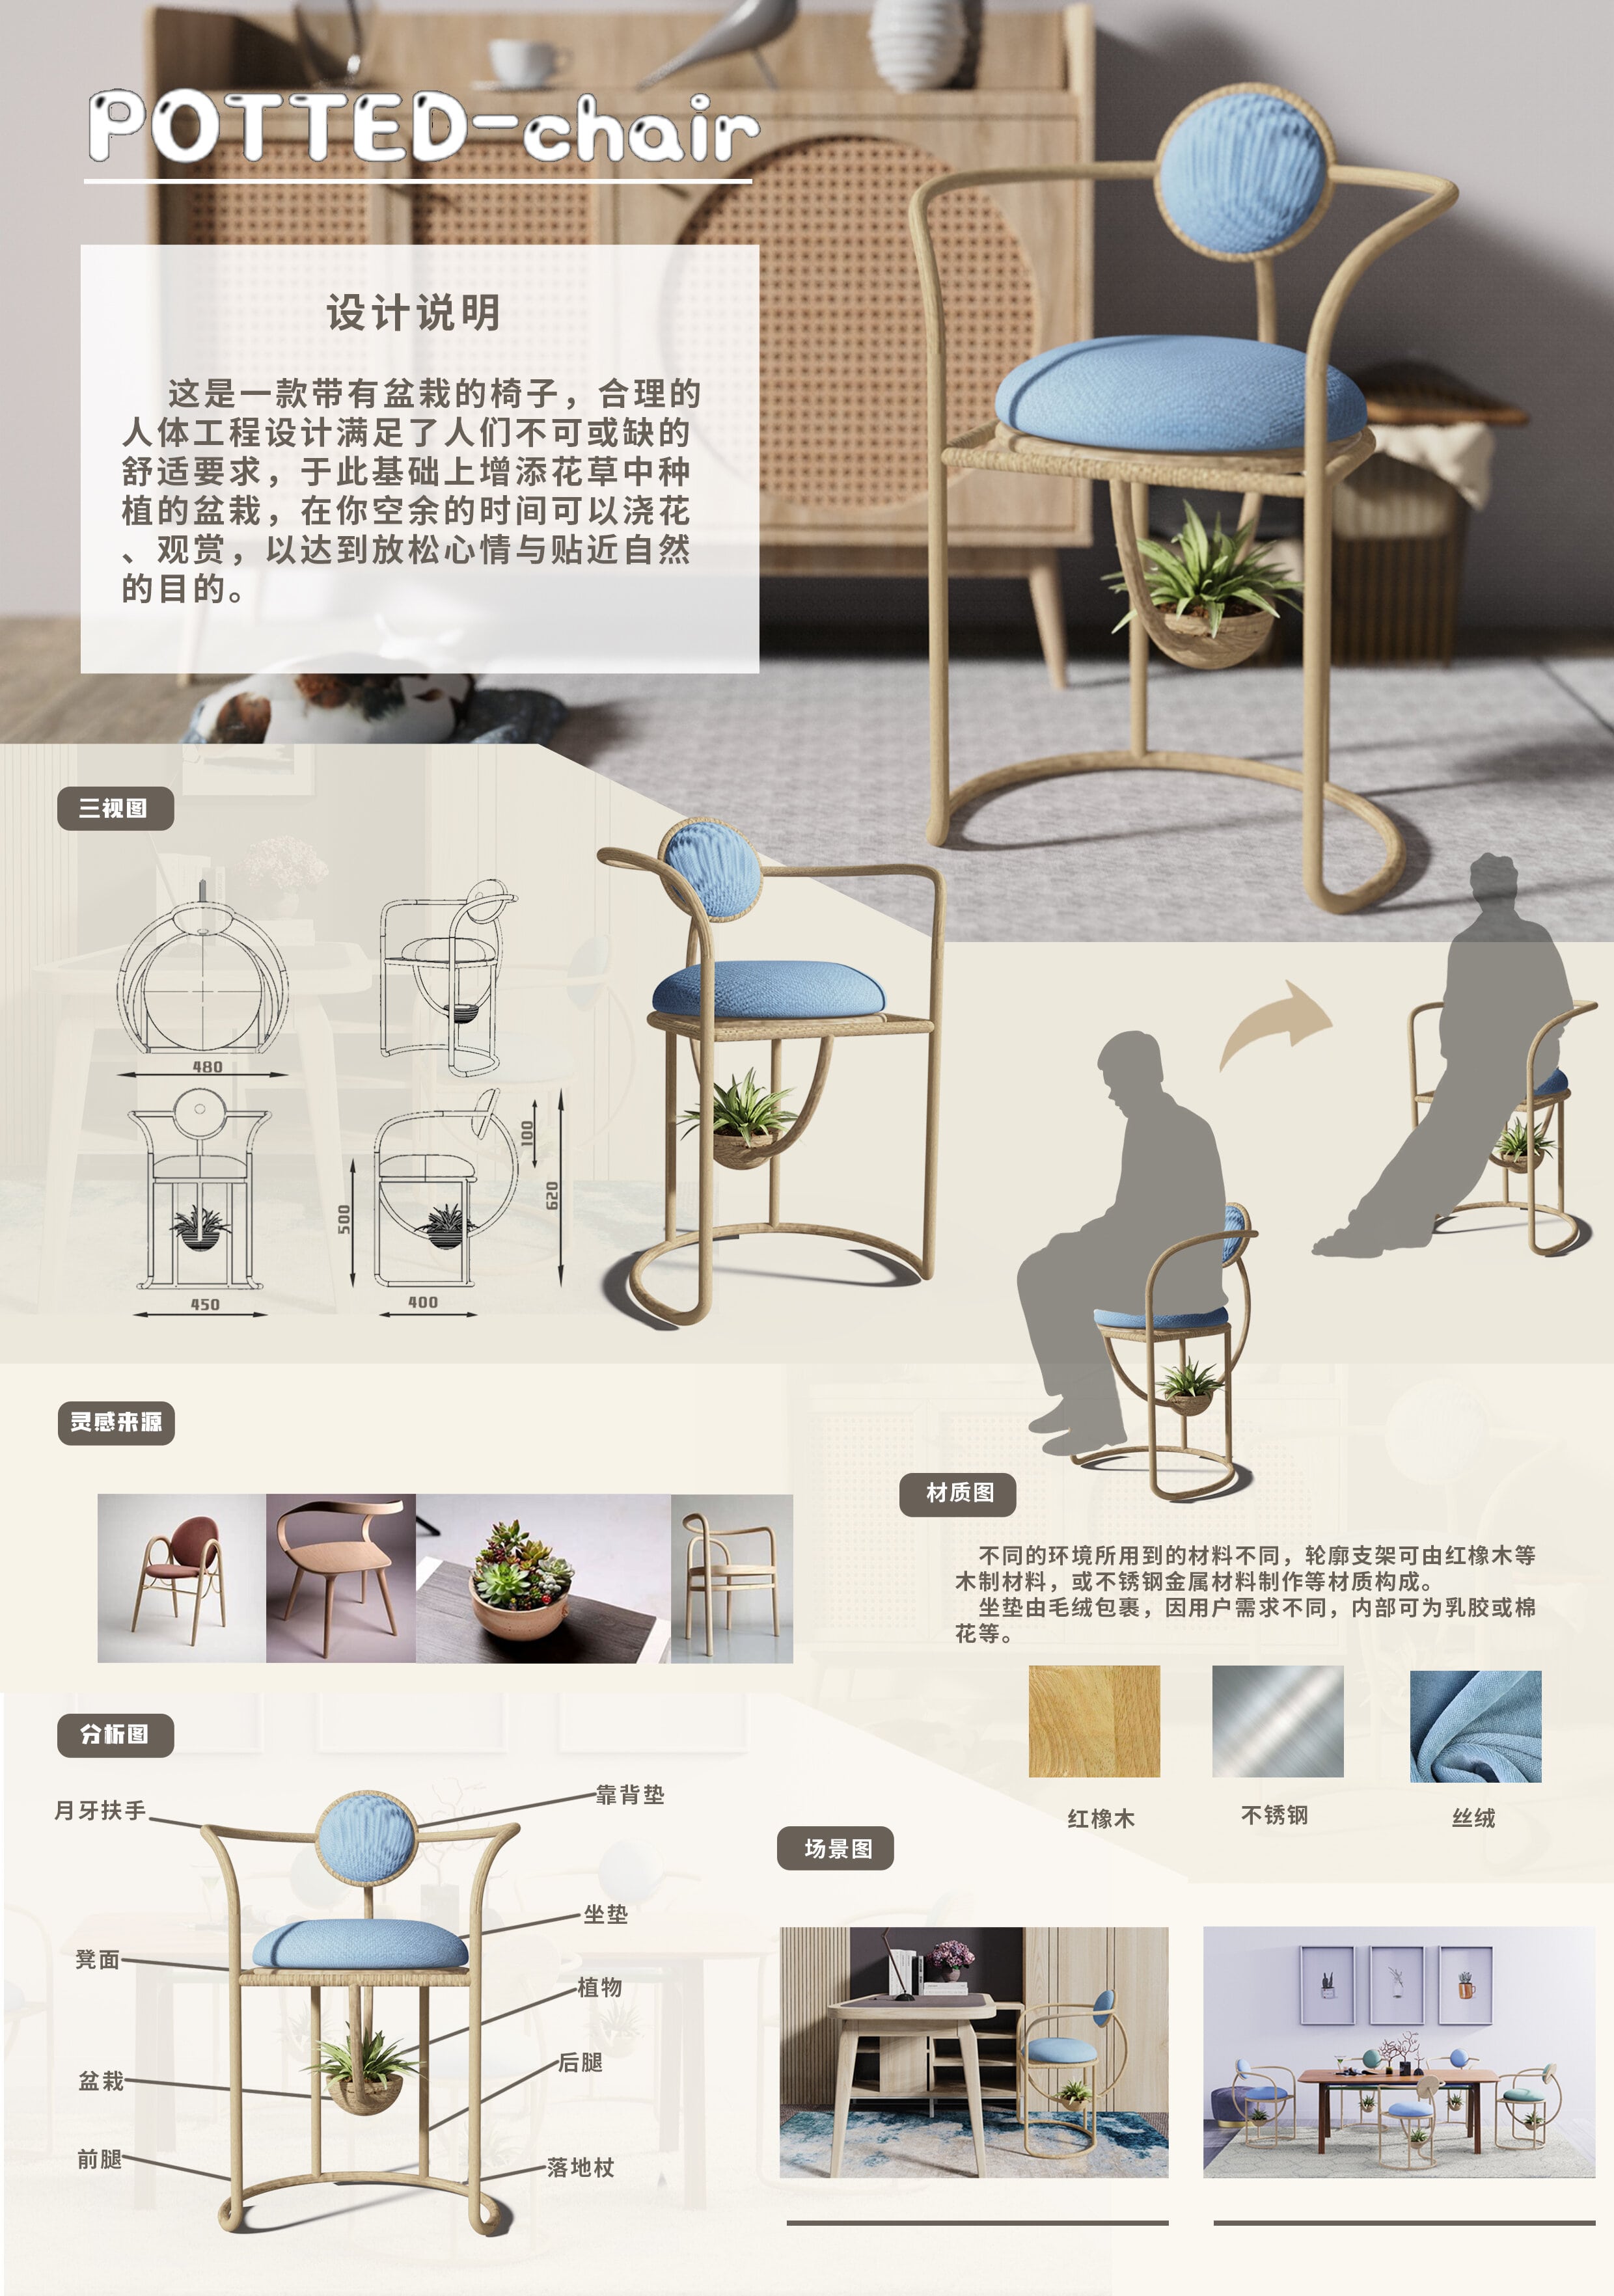 POTTED-chair
设计说明
这是一款带有盆栽的椅子，合理的
人体工程设计满足了人们不可或缺的
舒适要求，于此基础上增添花草中种
植的盆栽，在你空余的时间可以浇花
、观赏，以达到放松心情与贴近自然
的目的。
三视图
480
100
620
500
450
400
灵感来源
材质图
不同的环境所用到的材料不同，轮廓支架可由红橡木等
木制材料，或不锈钢金属材料制作等材质构成。
坐垫由毛绒包裹，因用户需求不同，内部可为乳胶或棉
花等。
红橡木
不锈钢
丝绒
分析图
月牙扶手
靠背垫
坐垫
凳面
植物
后腿
盆栽
前腿
落地杖
场景图